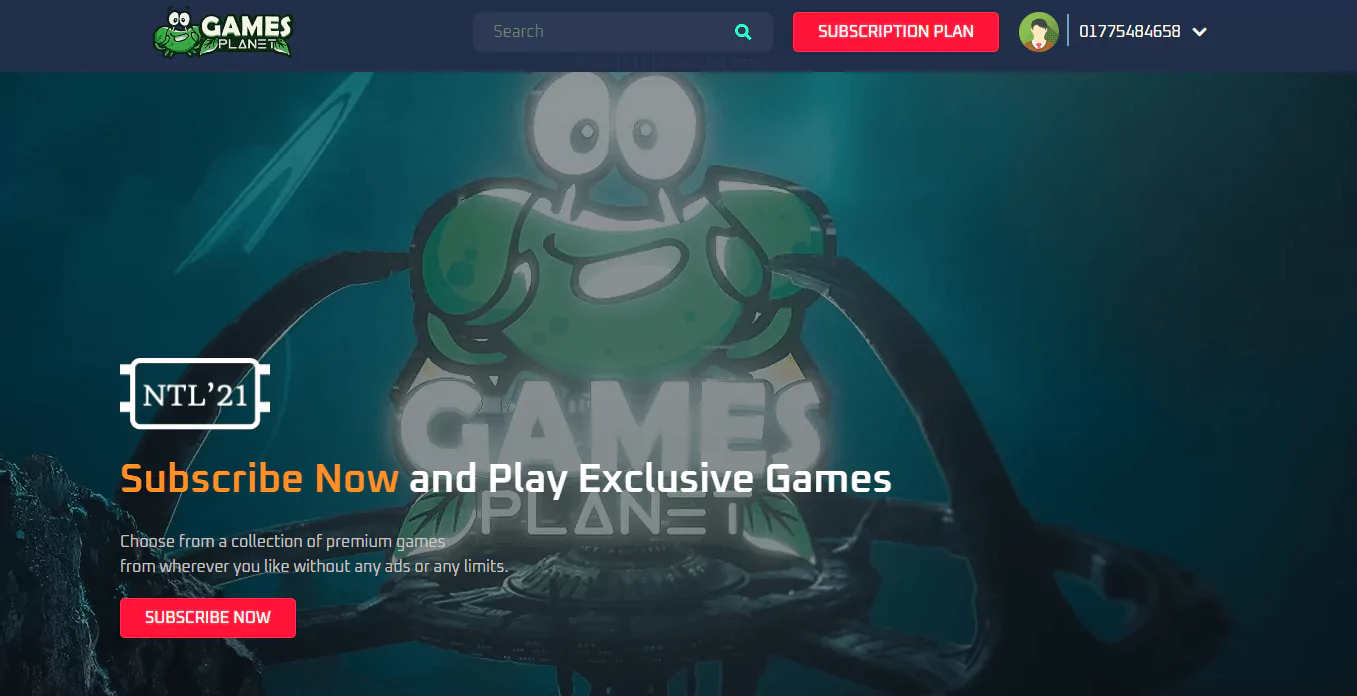 GAMES
PLANET
Search
SUBSCRIPTION PLAN
01775484658
GAMES
PLANET
NTL'21
Subscribe Now and Play Exclusive Games
Choose from a collection of premium games
from wherever you like without any ads or any limits.
SUBSCRIBE NOW